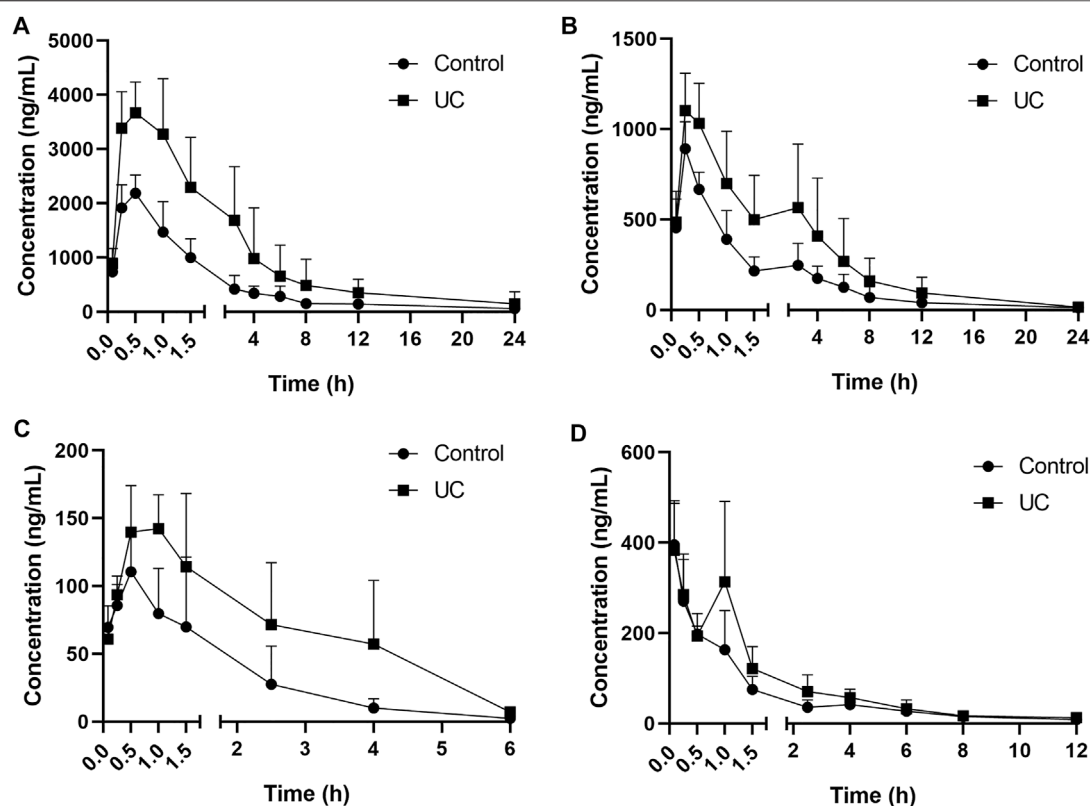 A
Concentration (ng/mL)
5000
4000
3000
2000
1000
0
Control
UC
0.0 0.5 1.0 1.5 4 8 12 16 20 24
Time (h)
B
Concentration (ng/mL)
1500
1000
500
0
Control
UC
0.0 0.5 1.0 1.5 4 8 12 16 20 24
Time (h)
C
Concentration (ng/mL)
200
150
100
50
0
Control
UC
0.0 0.5 1.0 1.5 2 3 4 5 6
Time (h)
D
Concentration (ng/mL)
600
400
200
0
Control
UC
0.0 0.5 1.0 1.5 2 4 6 8 10 12
Time (h)